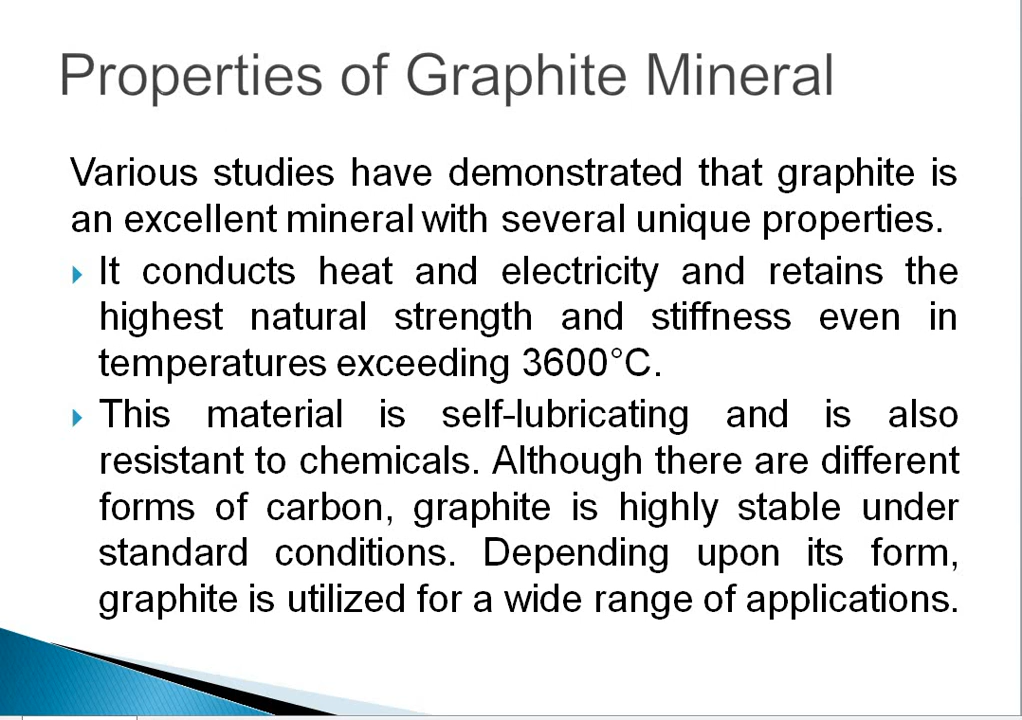 Properties of Graphite Mineral
Various studies have demonstrated that graphite is
an excellent mineral with several unique properties.
It conducts heat and electricity and retains the
highest natural strength and stiffness even in
temperatures exceeding 3600°C.
This material is self-lubricating and is also
resistant to chemicals. Although there are different
forms of carbon, graphite is highly stable under
standard conditions. Depending upon its form,
graphite is utilized for a wide range of applications.